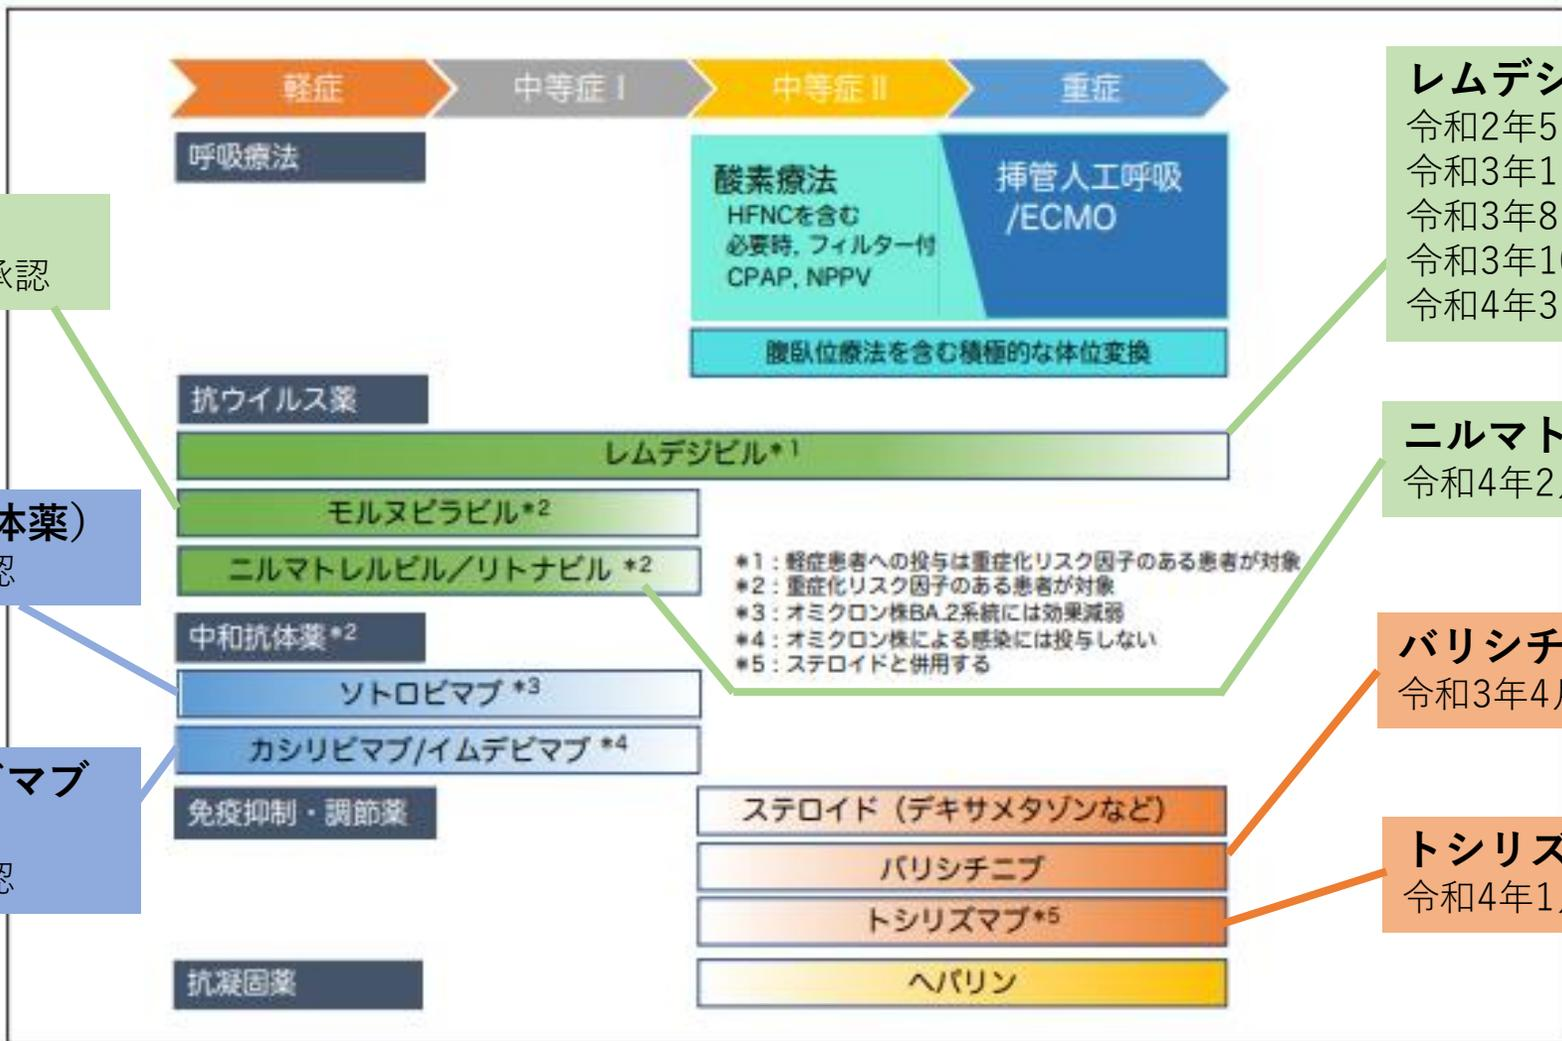 軽症
中等症Ⅰ
中等症Ⅱ
重症
呼吸療法
酸素療法
HFNCを含む
必要時, フィルター付
CPAP, NPPV
挿管人工呼吸
/ECMO
腹臥位療法を含む積極的な体位変換
抗ウイルス薬
レムデジビル*1
モルヌピラビル*2
ニルマトレルビル／リトナビル *2
*1：軽症患者への投与は重症化リスク因子のある患者が対象
*2：重症化リスク因子のある患者が対象
*3：オミクロン株BA.2系統には効果減弱
*4：オミクロン株による感染には投与しない
*5：ステロイドと併用する
中和抗体薬*2
ソトロビマブ *3
カシリビマブ/イムデビマブ *4
免疫抑制・調節薬
ステロイド（デキサメタゾンなど）
バリシチニブ
トシリズマブ*5
抗凝固薬
ヘパリン
承認
体薬）
認
ビマブ
認
レムデシ
令和2年5
令和3年1
令和3年8
令和3年10
令和4年3
ニルマト
令和4年2月
バリシチ
令和3年4月
トシリズ
令和4年1月